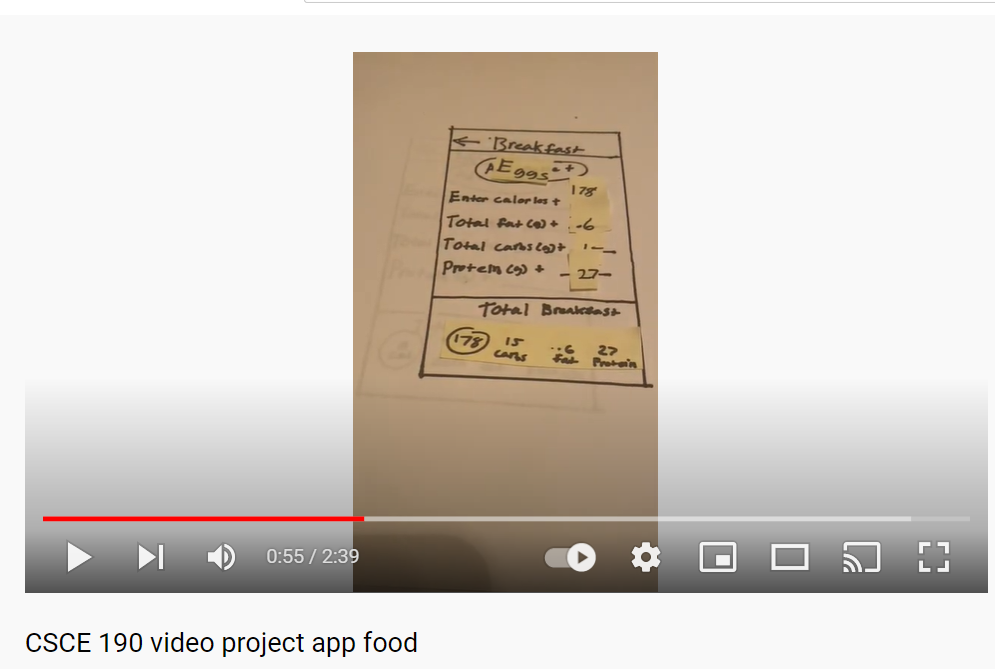 ← Breakfast
Eggs +
178
Enter calories +
Total fat (g) + -6
Total carbs (g) +
Protein (g) + -27-
Total Breakfast
178 15 carbs ..6 fat 27 Protein
0:55 / 2:39
CSCE 190 video project app food